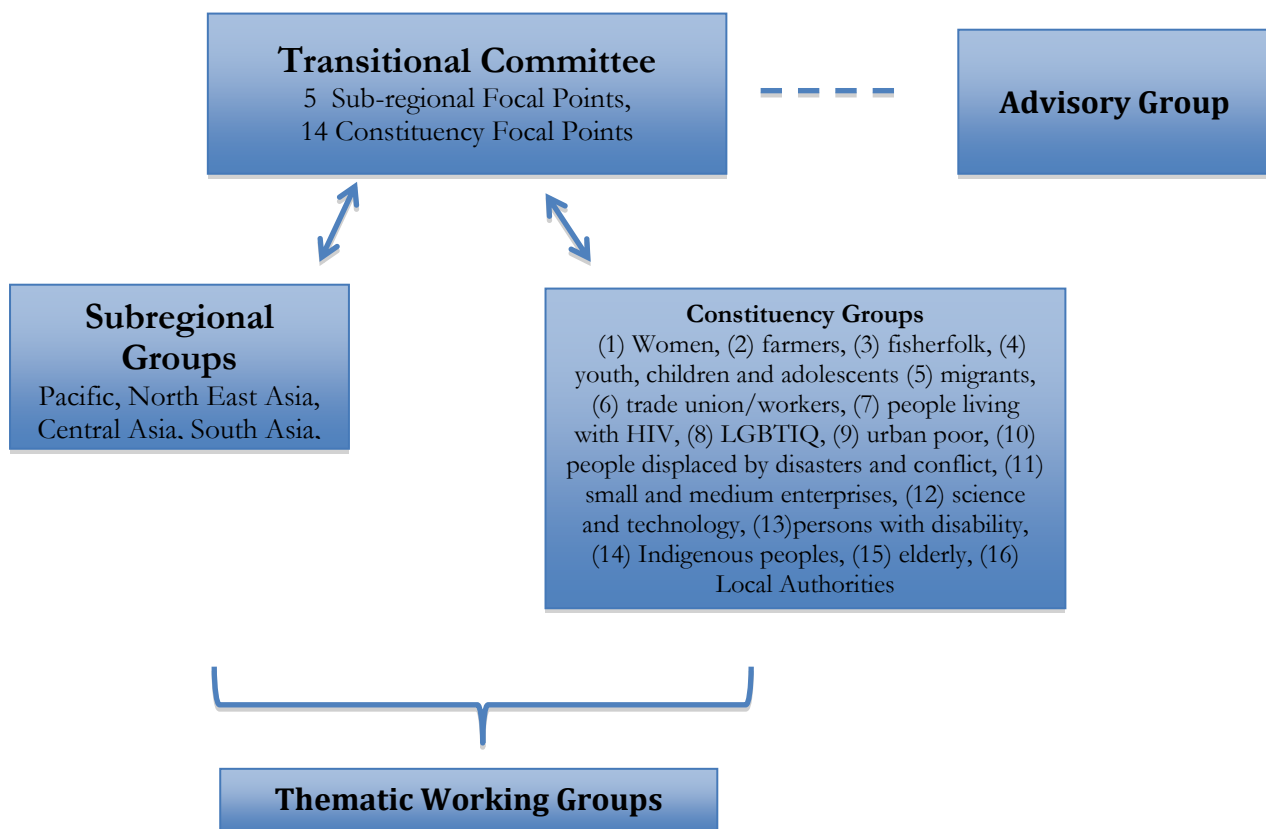 Transitional Committee
5 Sub-regional Focal Points,
14 Constituency Focal Points
Advisory Group
Subregional
Groups
Pacific, North East Asia,
Central Asia, South Asia,
Constituency Groups
(1) Women, (2) farmers, (3) fisherfolk, (4)
youth, children and adolescents (5) migrants,
(6) trade union/workers, (7) people living
with HIV, (8) LGBTIQ, (9) urban poor, (10)
people displaced by disasters and conflict, (11)
small and medium enterprises, (12) science
and technology, (13)persons with disability,
(14) Indigenous peoples, (15) elderly, (16)
Local Authorities
Thematic Working Groups